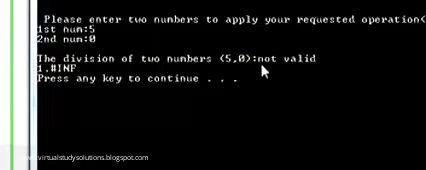 Please enter two numbers to apply your requested operation(
1st num:5
2nd num:0
The division of two numbers (5,0):not valid
1.#INF
Press any key to continue . . .
virtualstudysolutions.blogspot.com